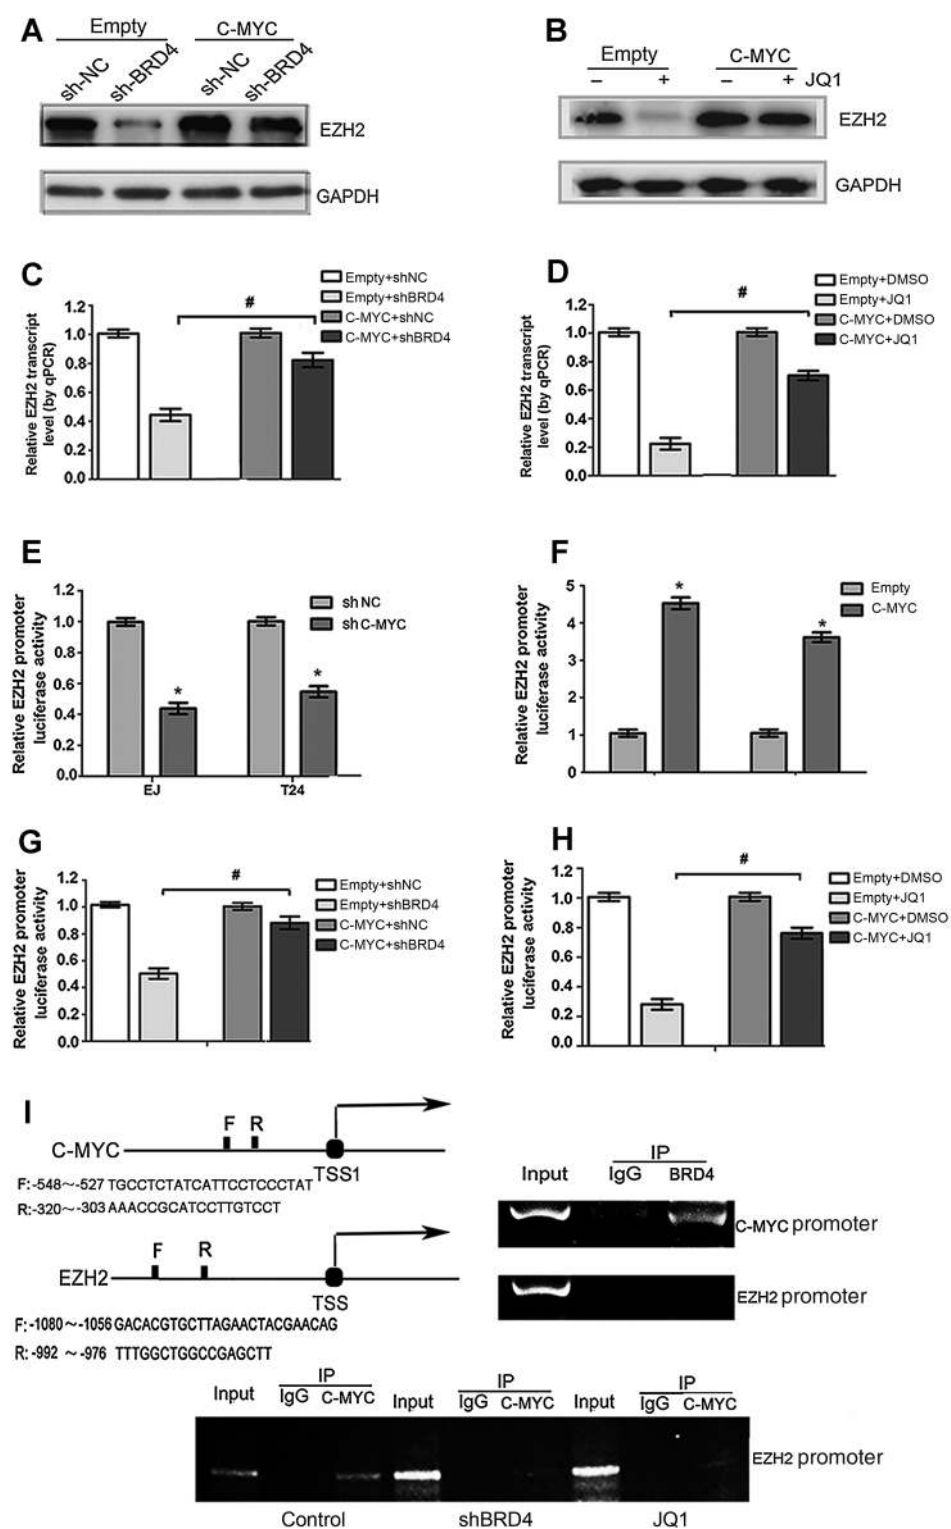 A
Empty C-MYC
sh-NC sh-BRD4 sh-NC sh-BRD4
EZH2
GAPDH
B
Empty C-MYC
– + – + JQ1
EZH2
GAPDH
C
Empty+shNC
Empty+shBRD4
C-MYC+shNC
C-MYC+shBRD4
#
Relative EZH2 transcript
level (by qPCR)
1.2
1.0
0.8
0.6
0.4
0.2
0.0
D
Empty+DMSO
Empty+JQ1
C-MYC+DMSO
C-MYC+JQ1
#
Relative EZH2 transcript
level (by qPCR)
1.2
1.0
0.8
0.6
0.4
0.2
0.0
E
sh NC
sh C-MYC
Relative EZH2 promoter
luciferase activity
1.2
1.0
0.8
0.6
0.4
0.2
0.0
* *
EJ T24
F
Empty
C-MYC
Relative EZH2 promoter
luciferase activity
5
4
3
2
1
0
* *
G
Empty+shNC
Empty+shBRD4
C-MYC+shNC
C-MYC+shBRD4
#
Relative EZH2 promoter
luciferase activity
1.2
1.0
0.8
0.6
0.4
0.2
0.0
H
Empty+DMSO
Empty+JQ1
C-MYC+DMSO
C-MYC+JQ1
#
Relative EZH2 promoter
luciferase activity
1.2
1.0
0.8
0.6
0.4
0.2
0.0
I
F R
C-MYC
TSS1
F:-548～-527 TGCCTCTATCATTCCTCCCTAT
R:-320～-303 AAACCGCATCCTTGTCCT
F R
EZH2
TSS
F:-1080～-1056 GACACGTGCTTAGAACTACGAACAG
R:-992 ～-976 TTTGGCTGGCCGAGCTT
IP
Input IgG BRD4
C-MYC promoter
EZH2 promoter
IP IP IP
Input IgG C-MYC Input IgG C-MYC Input IgG C-MYC
EZH2 promoter
Control shBRD4 JQ1